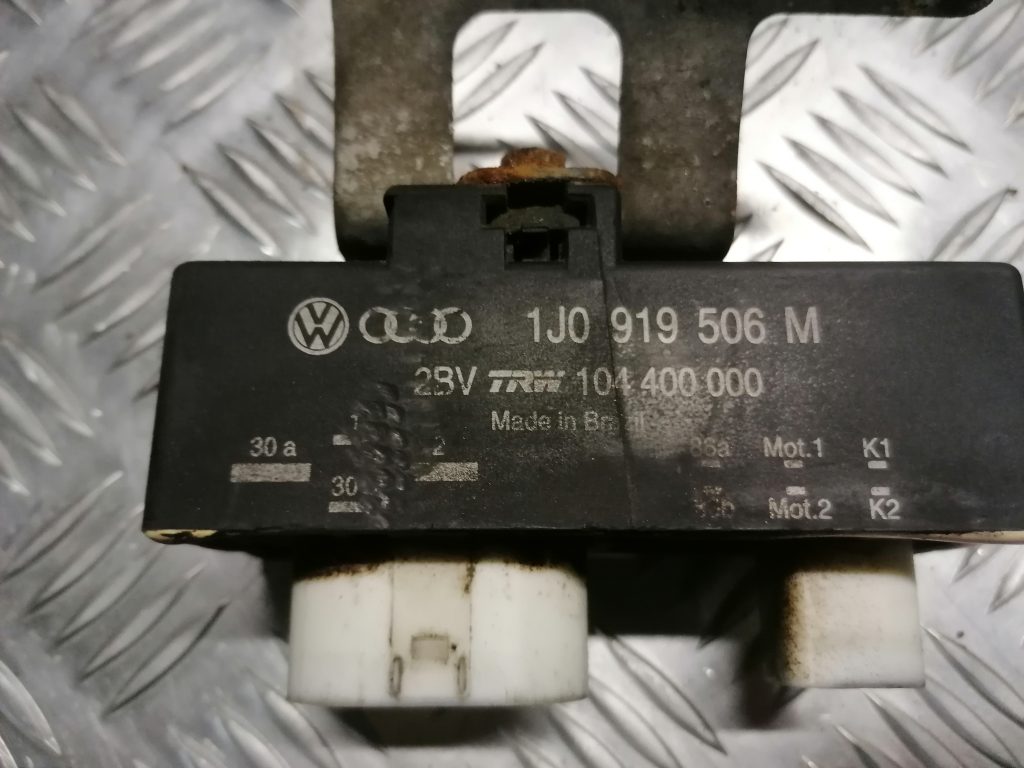 1J0 919 506 M
2BV TRW 104 400 000
Made in Brazil
30 a 1 2 86a Mot.1 K1
30 Mot.2 K2